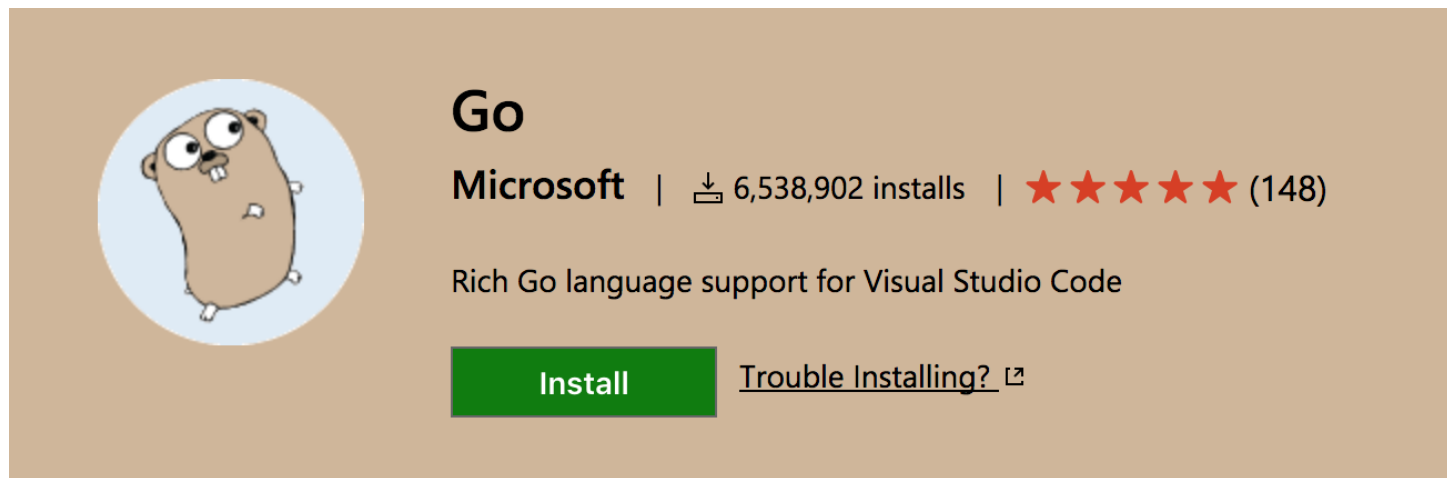 Go
Microsoft | 6,538,902 installs | (148)
Rich Go language support for Visual Studio Code
Install Trouble Installing?